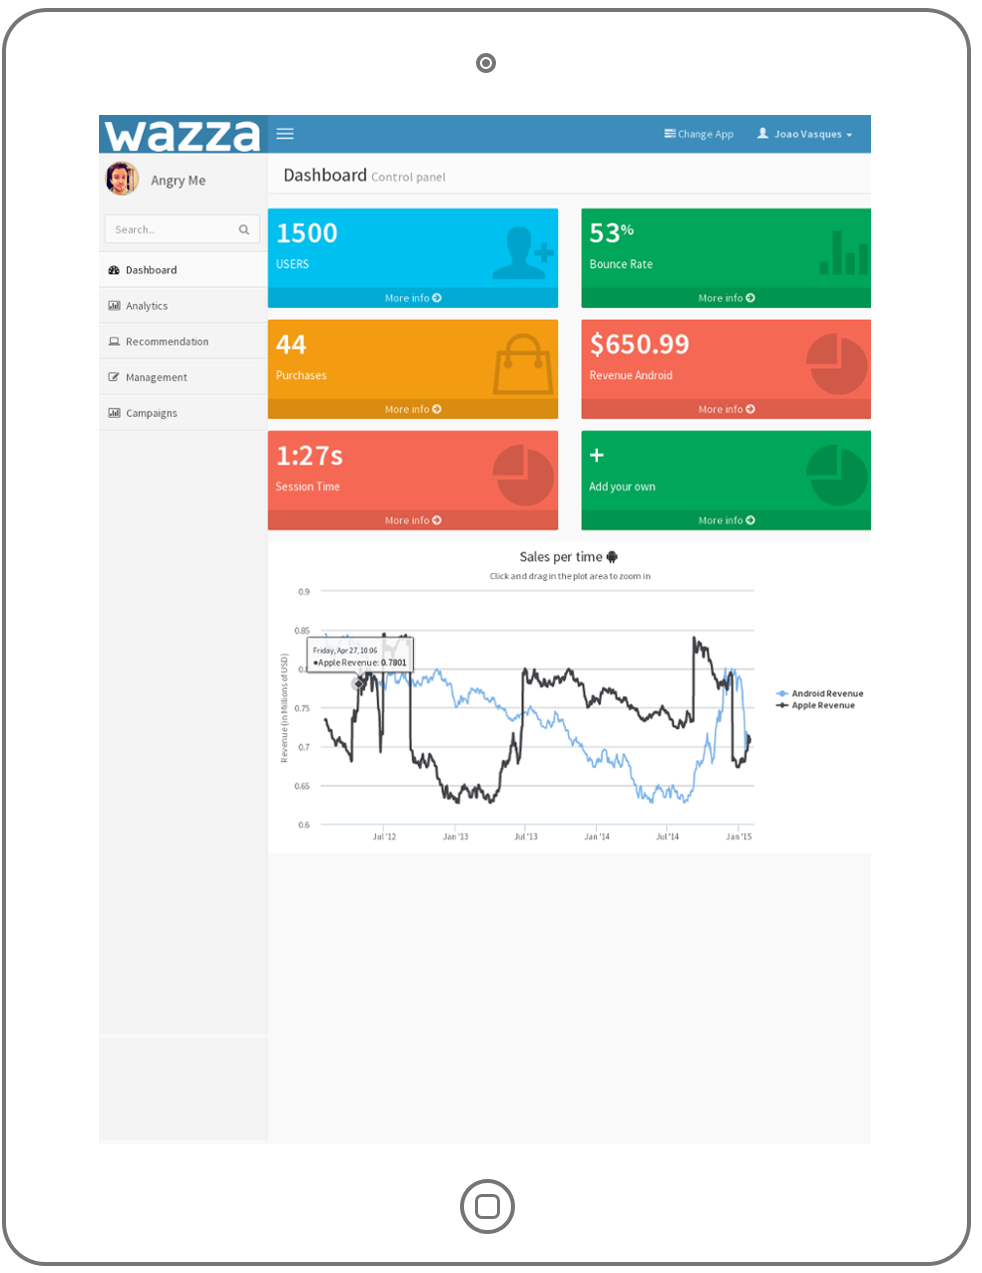 wazza
Change App
Joao Vasques
Angry Me
Dashboard Control panel
Search...
Dashboard
Analytics
Recommendation
Management
Campaigns
1500
USERS
More info
53%
Bounce Rate
More info
44
Purchases
More info
$650.99
Revenue Android
More info
1:27s
Session Time
More info
+
Add your own
More info
Sales per time
Click and drag in the plot area to zoom in
Revenue (in Millions of USD)
0.9
0.85
0.75
0.7
0.65
0.6
Friday, Apr 27, 10:06
●Apple Revenue: 0.7801
Jul '12
Jan '13
Jul '13
Jan '14
Jul '14
Jan '15
Android Revenue
Apple Revenue